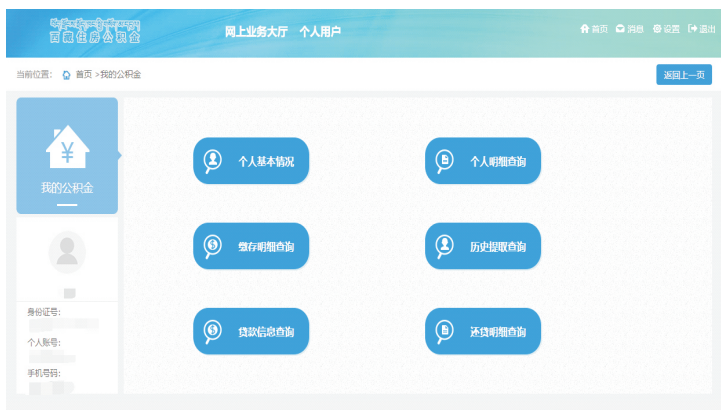 西藏住房公积金
网上业务大厅 个人用户
首页 消息 设置 退出
当前位置： 首页 >我的公积金
返回上一页
我的公积金
个人基本情况
个人明细查询
缴存明细查询
历史提取查询
贷款信息查询
还贷明细查询
身份证号：
个人账号：
手机号码：